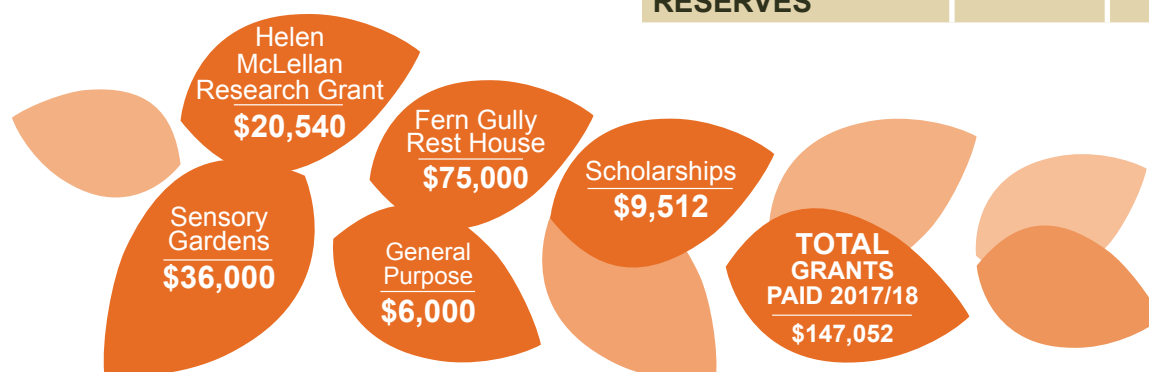 RESERVES
Helen
McLellan
Research Grant
$20,540
Fern Gully
Rest House
$75,000
Scholarships
$9,512
Sensory
Gardens
$36,000
General
Purpose
$6,000
TOTAL
GRANTS
PAID 2017/18
$147,052